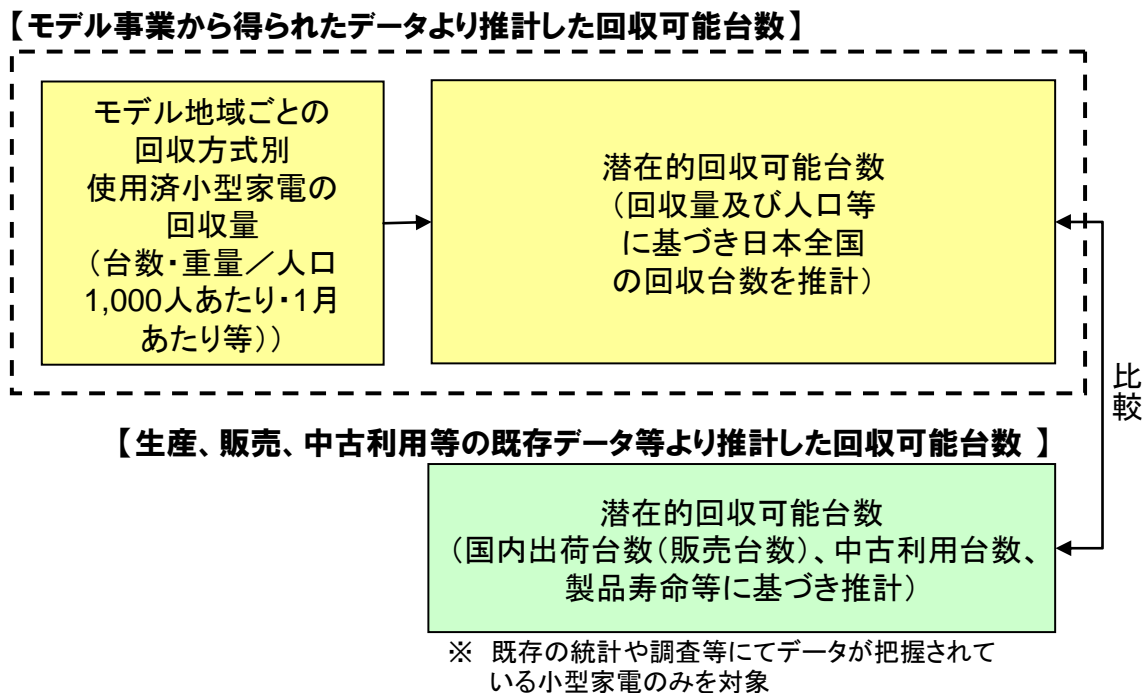 【モデル事業から得られたデータより推計した回収可能台数】
モデル地域ごとの
回収方式別
使用済小型家電の
回収量
（台数・重量／人口
1,000人あたり・1月
あたり等））
潜在的回収可能台数
（回収量及び人口等
に基づき日本全国
の回収台数を推計）
比較
【生産、販売、中古利用等の既存データ等より推計した回収可能台数 】
潜在的回収可能台数
（国内出荷台数（販売台数）、中古利用台数、
製品寿命等に基づき推計）
※ 既存の統計や調査等にてデータが把握されて
いる小型家電のみを対象